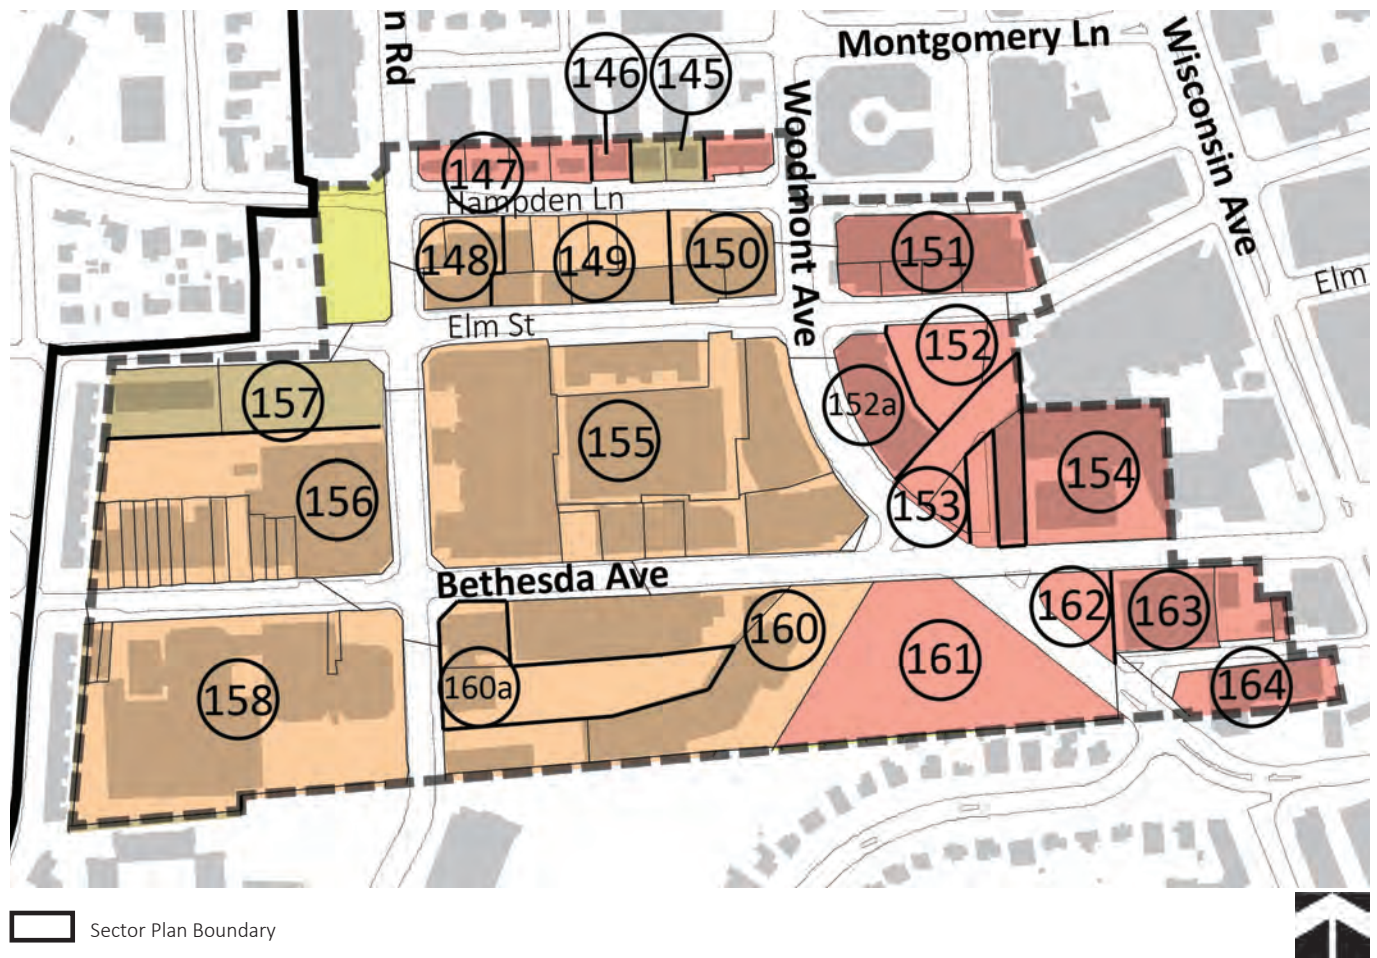 Montgomery Ln
n Rd
Wisconsin Ave
146
145
Woodmont Ave
147
Hampden Ln
148
149
150
151
Elm
Elm St
152
157
152a
155
154
156
153
Bethesda Ave
162
163
160
161
160a
158
164
Sector Plan Boundary